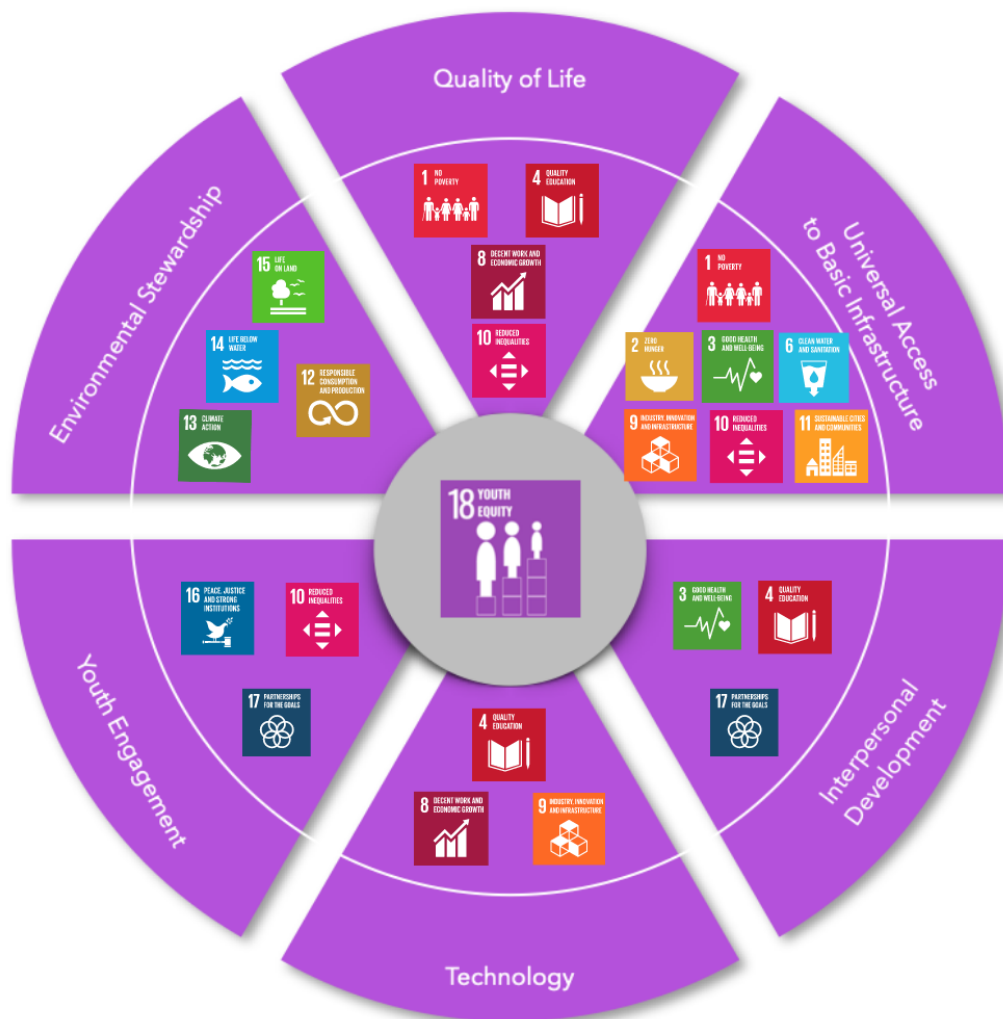 Quality of Life
1 NO
POVERTY
4 QUALITY
EDUCATION
8 DECENT WORK AND
ECONOMIC GROWTH
10 REDUCED
INEQUALITIES
Universal Access
to Basic Infrastructure
1 NO
POVERTY
2 ZERO
HUNGER
3 GOOD HEALTH
AND WELL-BEING
6 CLEAN WATER
AND SANITATION
9 INDUSTRY, INNOVATION
AND INFRASTRUCTURE
10 REDUCED
INEQUALITIES
11 SUSTAINABLE CITIES
AND COMMUNITIES
Interpersonal
Development
3 GOOD HEALTH
AND WELL-BEING
4 QUALITY
EDUCATION
17 PARTNERSHIPS
FOR THE GOALS
Technology
4 QUALITY
EDUCATION
8 DECENT WORK AND
ECONOMIC GROWTH
9 INDUSTRY, INNOVATION
AND INFRASTRUCTURE
Youth Engagement
16 PEACE, JUSTICE
AND STRONG
INSTITUTIONS
10 REDUCED
INEQUALITIES
17 PARTNERSHIPS
FOR THE GOALS
Environmental Stewardship
15 LIFE
ON LAND
14 LIFE BELOW
WATER
12 RESPONSIBLE
CONSUMPTION
AND PRODUCTION
13 CLIMATE
ACTION
18 YOUTH
EQUITY